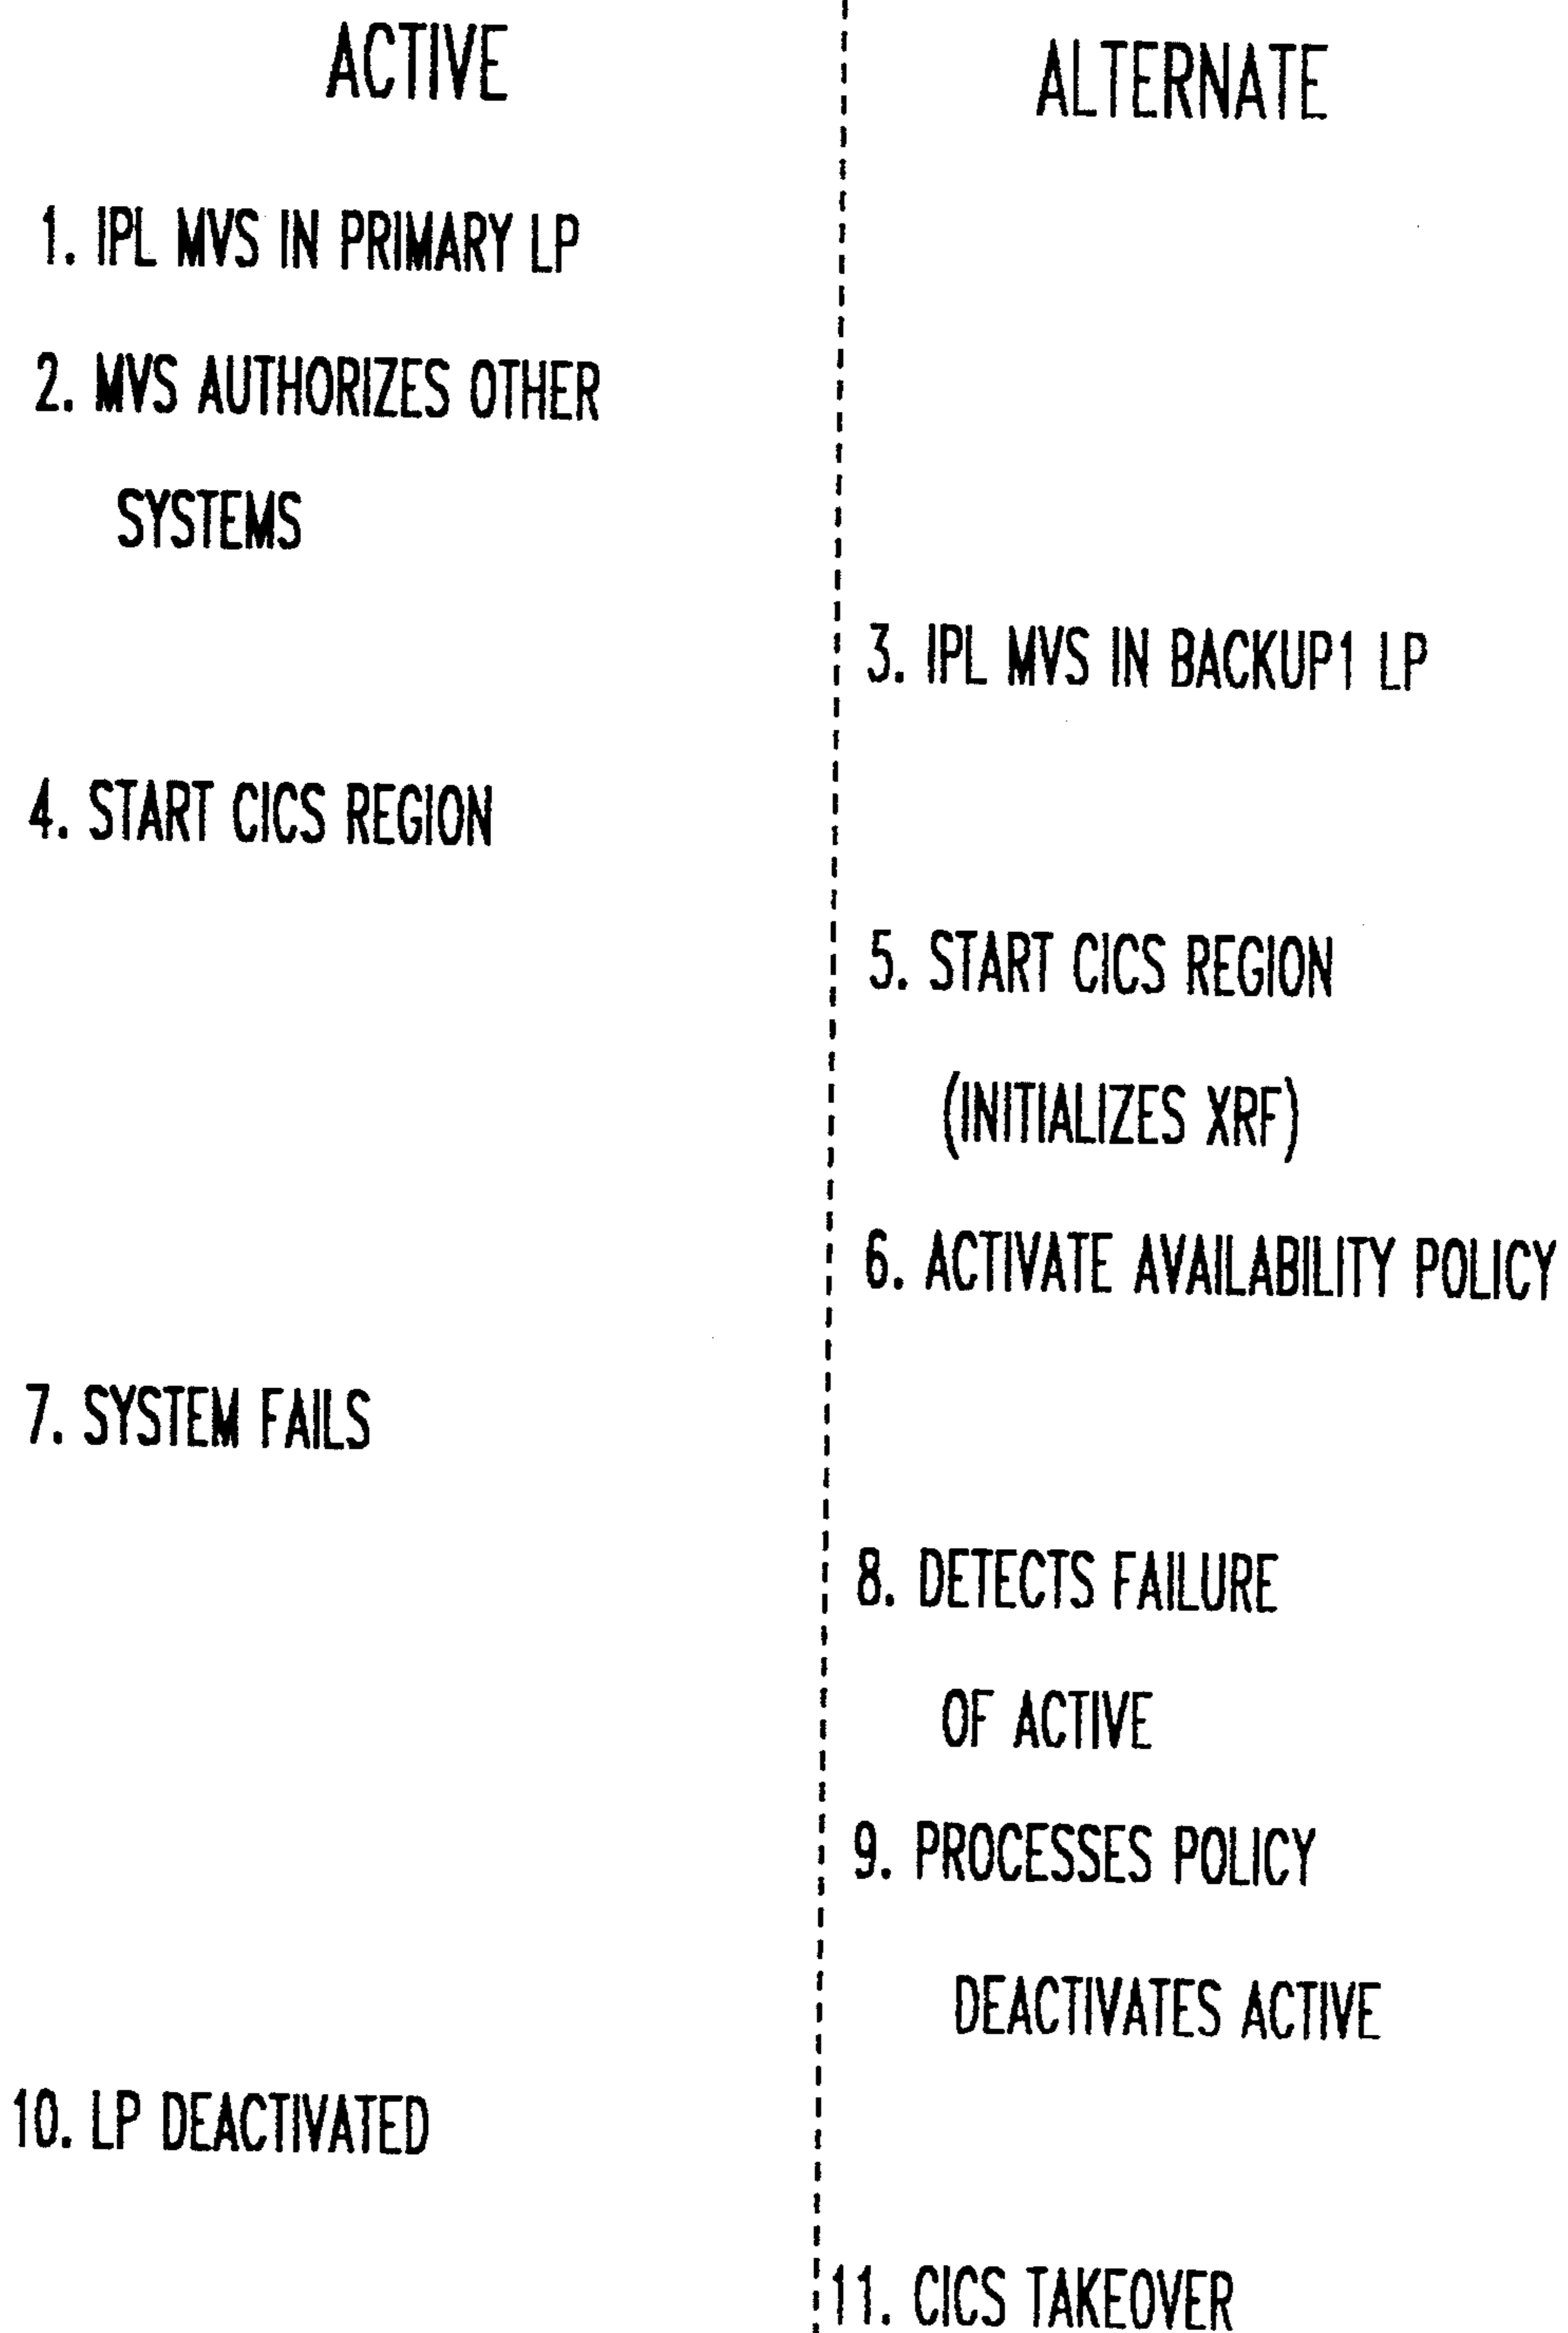 ACTIVE
ALTERNATE
1. IPL MVS IN PRIMARY LP
2. MVS AUTHORIZES OTHER
SYSTEMS
3. IPL MVS IN BACKUP1 LP
4. START CICS REGION
5. START CICS REGION
(INITIALIZES XRF)
6. ACTIVATE AVAILABILITY POLICY
7. SYSTEM FAILS
8. DETECTS FAILURE
OF ACTIVE
9. PROCESSES POLICY
DEACTIVATES ACTIVE
10. LP DEACTIVATED
11. CICS TAKEOVER